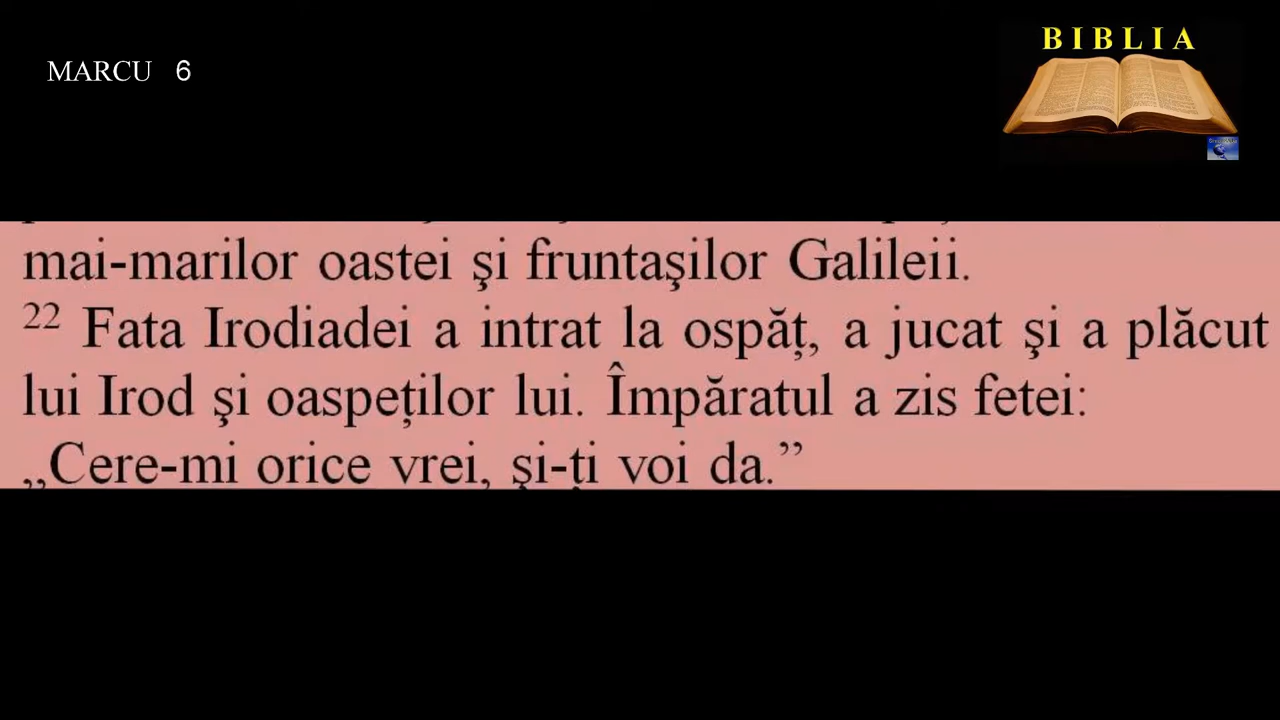 BIBLIA
MARCU 6
mai-marilor oastei şi fruntaşilor Galileii.
22 Fata Irodiadei a intrat la ospăț, a jucat şi a plăcut
lui Irod şi oaspeților lui. Împăratul a zis fetei:
„Cere-mi orice vrei, şi-ți voi da.”